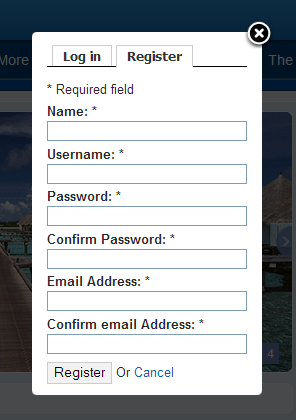 More
The
Log in Register
* Required field
Name: *
Username: *
Password: *
Confirm Password: *
Email Address: *
Confirm email Address: *
Register Or Cancel
4